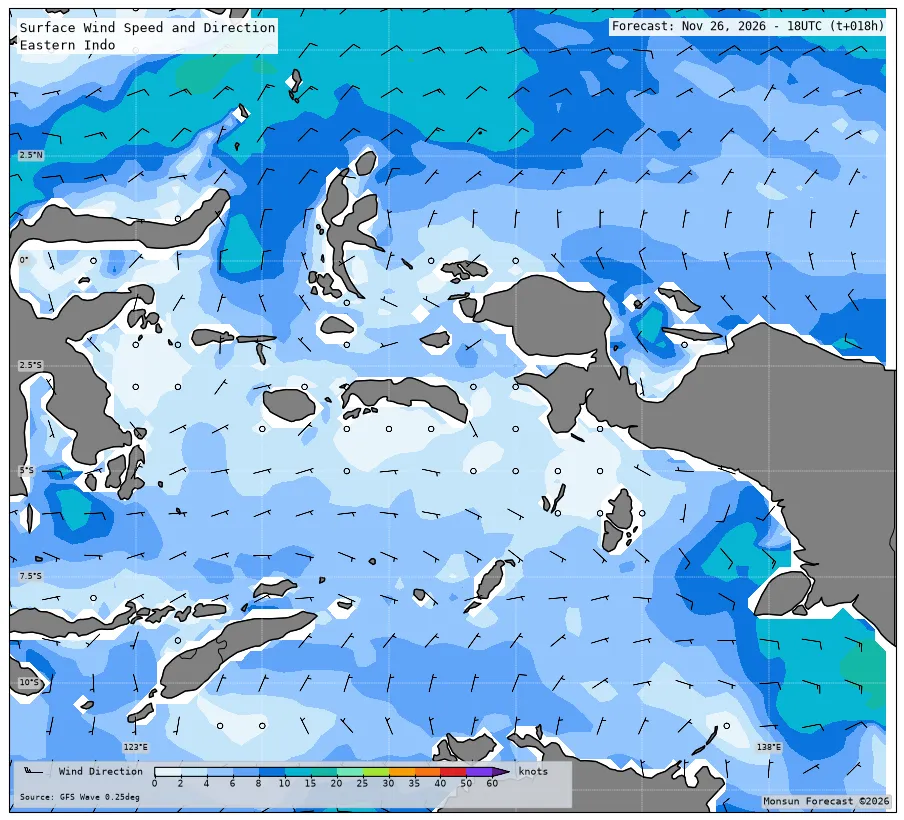 Surface Wind Speed and Direction
Eastern Indo
Forecast: Nov 26, 2026 - 18UTC (t+018h)
2.5°N
0°
2.5°S
5°S
7.5°S
10°S
123°E
138°E
Wind Direction
knots
0 2 4 6 8 10 15 20 25 30 35 40 50 60
Source: GFS Wave 0.25deg
Monsun Forecast ©2026